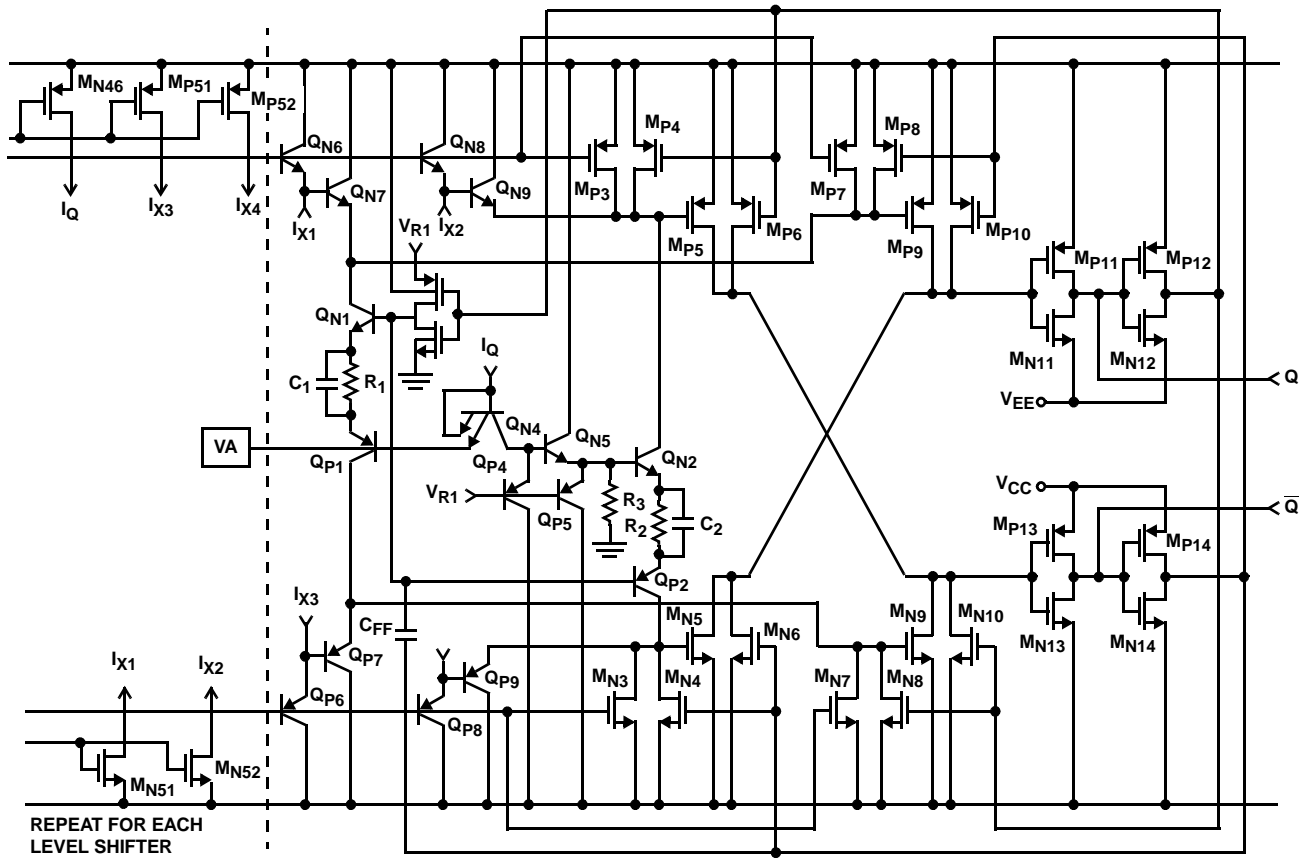 MN46
MP51
MP52
IQ
IX3
IX4
QN6
QN7
IX1
QN8
QN9
IX2
VR1
MP4
MP3
MP5
MP6
MP8
MP7
MP9
MP10
MP11
MP12
MN11
MN12
VEE
Q
QN1
C1
R1
IQ
QN4
QN5
QN2
VA
QP1
QP4
VR1
QP5
R3
R2
C2
QP2
VCC
Q̅
MP13
MP14
MN13
MN14
IX3
CFF
QP7
QP6
QP9
QP8
MN5
MN6
MN3
MN4
MN9
MN10
MN7
MN8
IX1
IX2
MN51
MN52
REPEAT FOR EACH
LEVEL SHIFTER